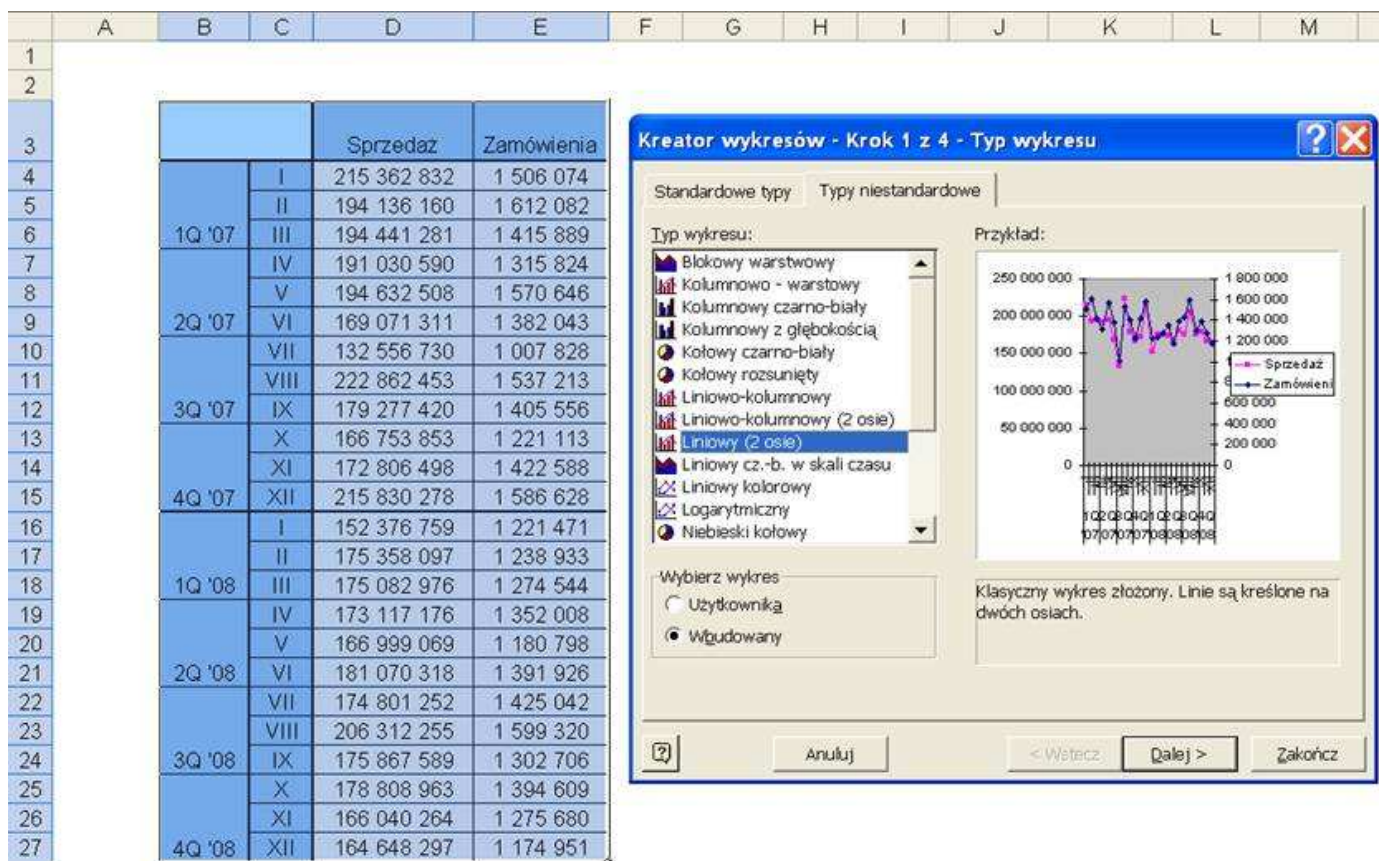 A B C D E F G H I J K L M
1
2
3 Sprzedaż Zamówienia
4 I 215 362 832 1 506 074
5 II 194 136 160 1 612 082
6 1Q '07 III 194 441 281 1 415 889
7 IV 191 030 590 1 315 824
8 V 194 632 508 1 570 646
9 2Q '07 VI 169 071 311 1 382 043
10 VII 132 556 730 1 007 828
11 VIII 222 862 453 1 537 213
12 3Q '07 IX 179 277 420 1 405 556
13 X 166 753 853 1 221 113
14 XI 172 806 498 1 422 588
15 4Q '07 XII 215 830 278 1 586 628
16 I 152 376 759 1 221 471
17 II 175 358 097 1 238 933
18 1Q '08 III 175 082 976 1 274 544
19 IV 173 117 176 1 352 008
20 V 166 999 069 1 180 798
21 2Q '08 VI 181 070 318 1 391 926
22 VII 174 801 252 1 425 042
23 VIII 206 312 255 1 599 320
24 3Q '08 IX 175 867 589 1 302 706
25 X 178 808 963 1 394 609
26 XI 166 040 264 1 275 680
27 4Q '08 XII 164 648 297 1 174 951
Kreator wykresów - Krok 1 z 4 - Typ wykresu
Standardowe typy Typy niestandardowe
Typ wykresu:
Blokowy warstwowy
Kolumnowo - warstowy
Kolumnowy czarno-biały
Kolumnowy z głębokością
Kołowy czarno-biały
Kołowy rozsunięty
Liniowo-kolumnowy
Liniowo-kolumnowy (2 osie)
Liniowy (2 osie)
Liniowy cz.-b. w skali czasu
Liniowy kolorowy
Logarytmiczny
Niebieski kołowy
Wybierz wykres
Użytkownika
Wbudowany
Przykład:
250 000 000 1 800 000
1 600 000
200 000 000 1 400 000
1 200 000
150 000 000
Sprzedaż
100 000 000 Zamówieni
600 000
50 000 000 400 000
200 000
0 0
1Q2Q3Q4Q1Q2Q3Q4Q
0707070708080808
Klasyczny wykres złożony. Linie są kreślone na
dwóch osiach.
Anuluj < Wstecz Dalej > Zakończ